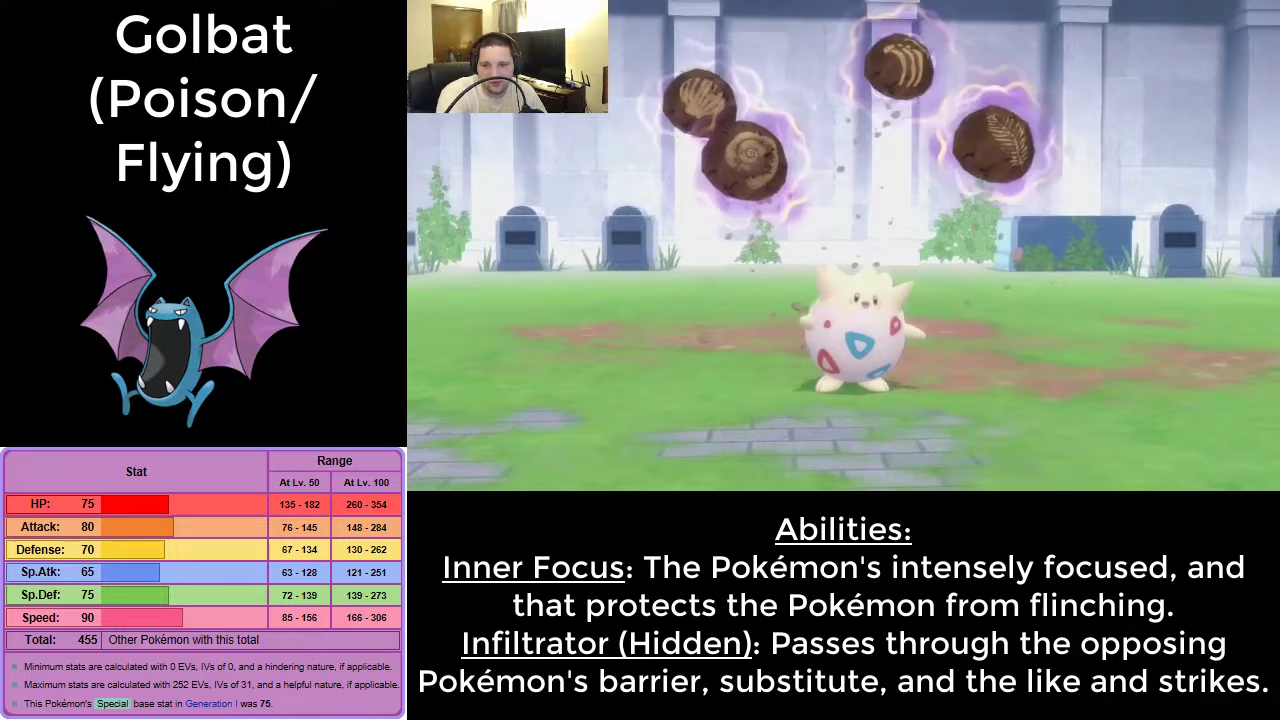 Golbat
(Poison/
Flying)
Stat
Range
At Lv. 50
At Lv. 100
HP: 75 135 - 182 260 - 354
Attack: 80 76 - 145 148 - 284
Defense: 70 67 - 134 130 - 262
Sp.Atk: 65 63 - 128 121 - 251
Sp.Def: 75 72 - 139 139 - 273
Speed: 90 85 - 156 166 - 306
Total: 455 Other Pokémon with this total
Minimum stats are calculated with 0 EVs, IVs of 0, and a hindering nature, if applicable.
Maximum stats are calculated with 252 EVs, IVs of 31, and a helpful nature, if applicable.
This Pokémon's Special base stat in Generation I was 75.
Abilities:
Inner Focus: The Pokémon's intensely focused, and
that protects the Pokémon from flinching.
Infiltrator (Hidden): Passes through the opposing
Pokémon's barrier, substitute, and the like and strikes.